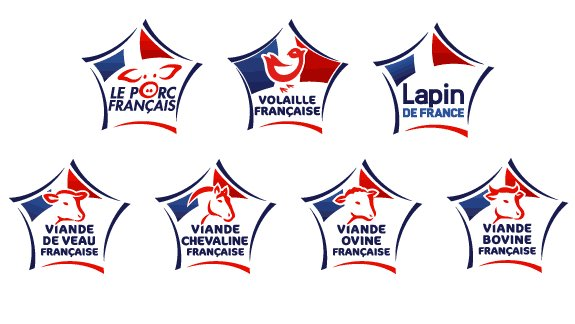 LE PORC
FRANÇAIS
VOLAILLE
FRANÇAISE
Lapin
DE FRANCE
VIANDE
DE VEAU
FRANÇAISE
VIANDE
CHEVALINE
FRANÇAISE
VIANDE
OVINE
FRANÇAISE
VIANDE
BOVINE
FRANÇAISE